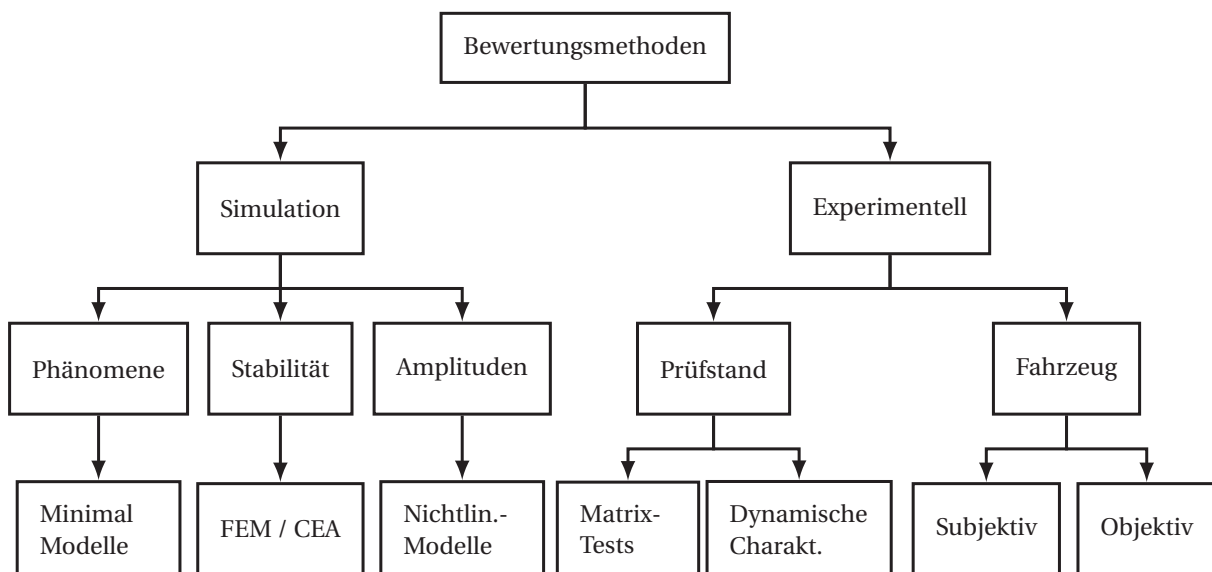 Bewertungsmethoden
Simulation
Experimentell
Phänomene
Stabilität
Amplituden
Prüfstand
Fahrzeug
Minimal
Modelle
FEM / CEA
Nichtlin.-
Modelle
Matrix-
Tests
Dynamische
Charakt.
Subjektiv
Objektiv